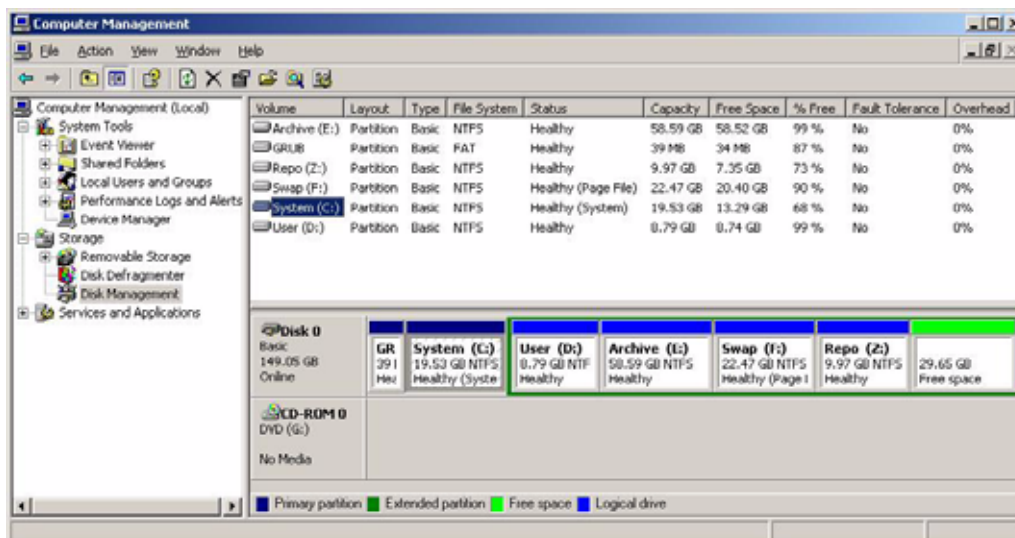 Computer Management
File Action View Window Help
Computer Management (Local)
System Tools
Event Viewer
Shared Folders
Local Users and Groups
Performance Logs and Alerts
Device Manager
Storage
Removable Storage
Disk Defragmenter
Disk Management
Services and Applications
Volume Layout Type File System Status Capacity Free Space % Free Fault Tolerance Overhead
Archive (E:) Partition Basic NTFS Healthy 58.59 GB 58.52 GB 99 % No 0%
GRUB Partition Basic FAT Healthy 39 MB 34 MB 87 % No 0%
Repo (Z:) Partition Basic NTFS Healthy 9.97 GB 7.35 GB 73 % No 0%
Swap (F:) Partition Basic NTFS Healthy (Page File) 22.47 GB 20.40 GB 90 % No 0%
System (C:) Partition Basic NTFS Healthy (System) 19.53 GB 13.29 GB 68 % No 0%
User (D:) Partition Basic NTFS Healthy 8.79 GB 8.74 GB 99 % No 0%
Disk 0
Basic
149.05 GB
Online
GR
39 
Hea
System (C:)
19.53 GB NTFS
Healthy (Syste
User (D:)
8.79 GB NTF
Healthy
Archive (E:)
58.59 GB NTFS
Healthy
Swap (F:)
22.47 GB NTFS
Healthy (Page
Repo (Z:)
9.97 GB NTFS
Healthy
29.65 GB
Free space
CD-ROM 0
DVD (G:)
No Media
Primary partition Extended partition Free space Logical drive